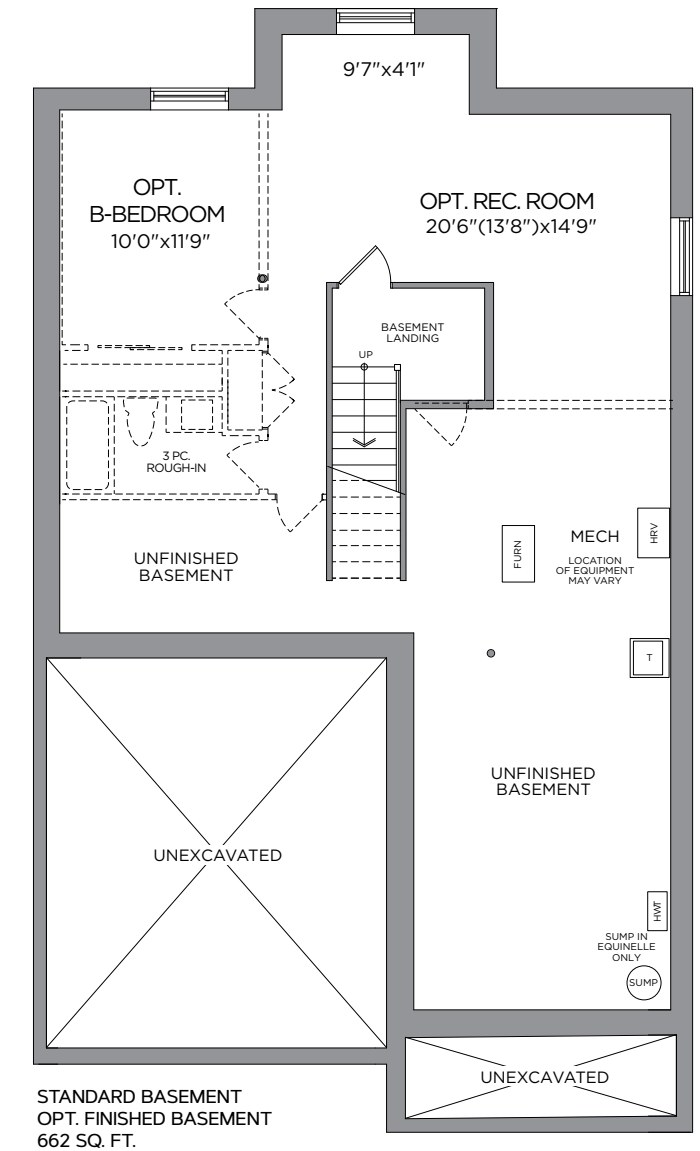 9'7"x4'1"
OPT.
B-BEDROOM
10'0"x11'9"
OPT. REC. ROOM
20'6"(13'8")x14'9"
BASEMENT
LANDING
UP
3 PC.
ROUGH-IN
UNFINISHED
BASEMENT
FURN
MECH
LOCATION
OF EQUIPMENT
MAY VARY
HRV
T
UNFINISHED
BASEMENT
UNEXCAVATED
HWT
SUMP IN
EQUINELLE
ONLY
SUMP
UNEXCAVATED
STANDARD BASEMENT
OPT. FINISHED BASEMENT
662 SQ. FT.